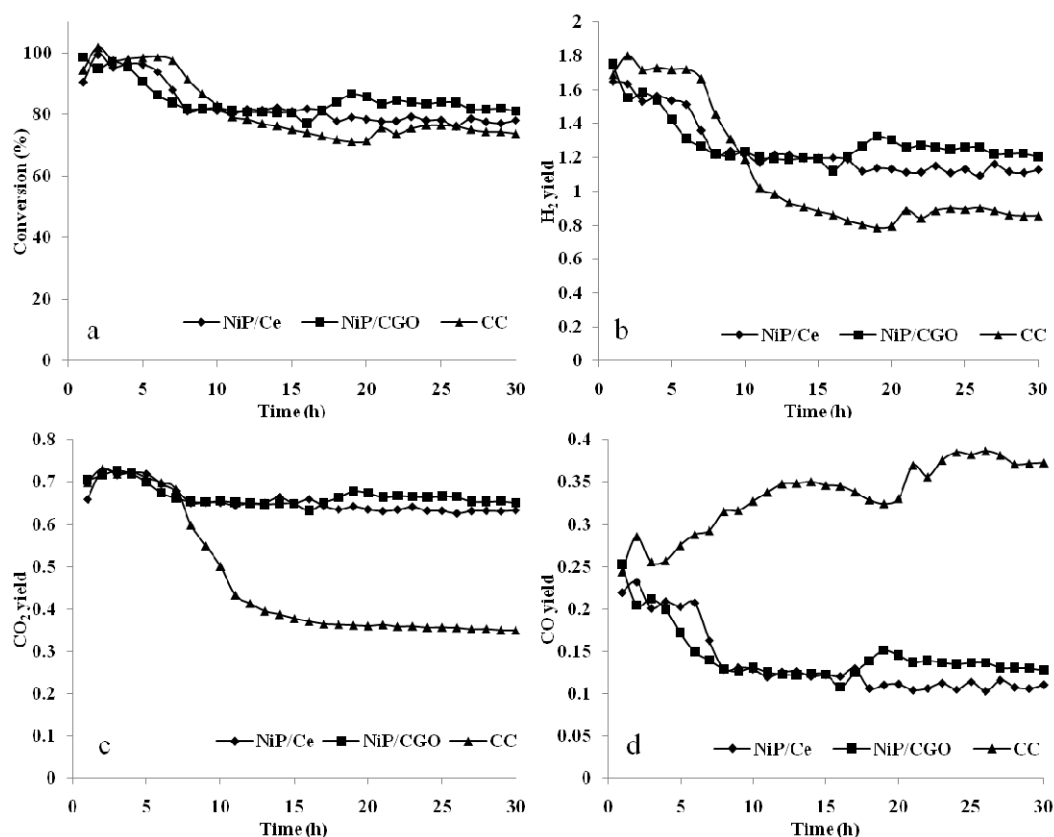 100
80
60
40
20
0
Conversion (%)
NiP/Ce NiP/CGO CC
a
0 5 10 15 20 25 30
Time (h)
2
1.8
1.6
1.4
1.2
1
0.8
0.6
0.4
0.2
0
H₂ yield
NiP/Ce NiP/CGO CC
b
0 5 10 15 20 25 30
Time (h)
0.8
0.7
0.6
0.5
0.4
0.3
0.2
0.1
0
CO₂ yield
NiP/Ce NiP/CGO CC
c
0 5 10 15 20 25 30
Time (h)
0.4
0.35
0.3
0.25
0.2
0.15
0.1
0.05
0
CO yield
NiP/Ce NiP/CGO CC
d
0 5 10 15 20 25 30
Time (h)